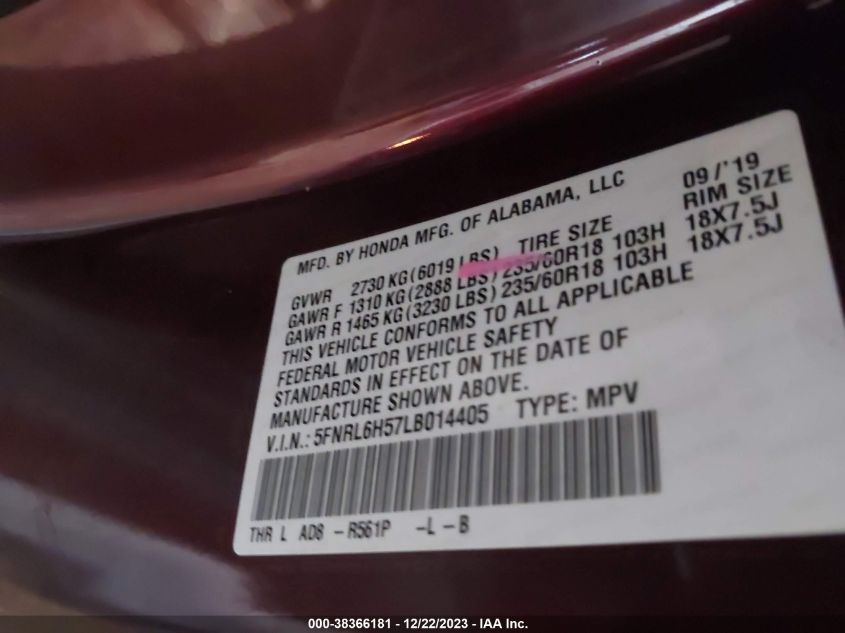 MFD. BY HONDA MFG. OF ALABAMA, LLC 09/'19
GVWR 2730 KG (6019 LBS) TIRE SIZE RIM SIZE
GAWR F 1310 KG (2888 LBS) 235/60R18 103H 18X7.5J
GAWR R 1465 KG (3230 LBS) 235/60R18 103H 18X7.5J
THIS VEHICLE CONFORMS TO ALL APPLICABLE
FEDERAL MOTOR VEHICLE SAFETY
STANDARDS IN EFFECT ON THE DATE OF
MANUFACTURE SHOWN ABOVE.
V.I.N.: 5FNRL6H57LB014405 TYPE: MPV
THR L AD8 - R561P - L - B
000-38366181 - 12/22/2023 - IAA Inc.